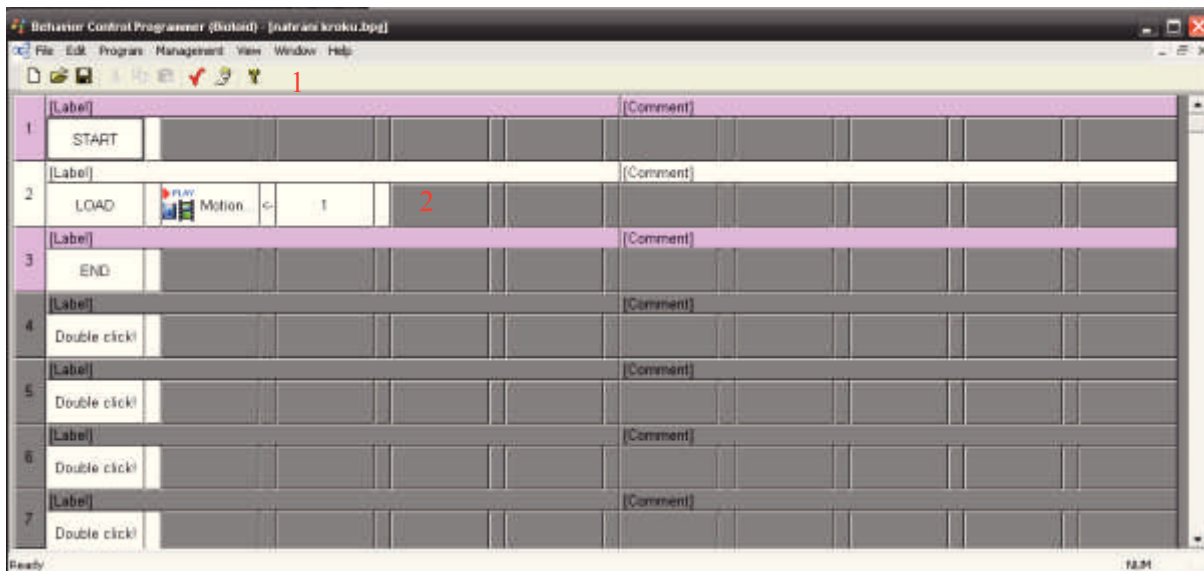 Behavior Control Programmer (Bioloid) - [nahrani kroku.bpg]
File Edit Program Management View Window Help
1
[Label] [Comment]
1 START
[Label] [Comment]
2 LOAD PLAY Motion <- 1 2
[Label] [Comment]
3 END
[Label] [Comment]
4 Double click!
[Label] [Comment]
5 Double click!
[Label] [Comment]
6 Double click!
[Label] [Comment]
7 Double click!
Ready NUM